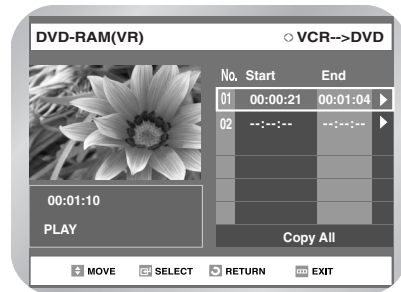 DVD-RAM(VR) VCR-->DVD
No. Start End
01 00:00:21 00:01:04
02 --:--:-- --:--:--
00:01:10
PLAY
Copy All
MOVE SELECT RETURN EXIT